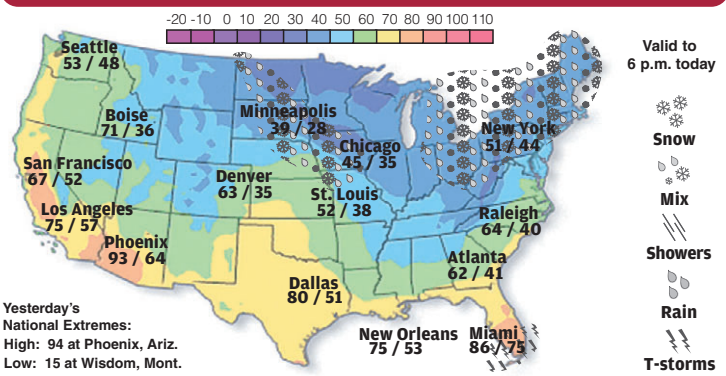 -20 -10 0 10 20 30 40 50 60 70 80 90 100 110
Valid to
6 p.m. today
Seattle
53 / 48
Boise
71 / 36
Minneapolis
39 / 28
New York
51 / 44
Chicago
45 / 35
San Francisco
67 / 52
Denver
63 / 35
St. Louis
52 / 38
Los Angeles
75 / 57
Raleigh
64 / 40
Phoenix
93 / 64
Atlanta
62 / 41
Dallas
80 / 51
New Orleans
75 / 53
Miami
86 / 75
Snow
Mix
Showers
Rain
T-storms
Yesterday's
National Extremes:
High: 94 at Phoenix, Ariz.
Low: 15 at Wisdom, Mont.